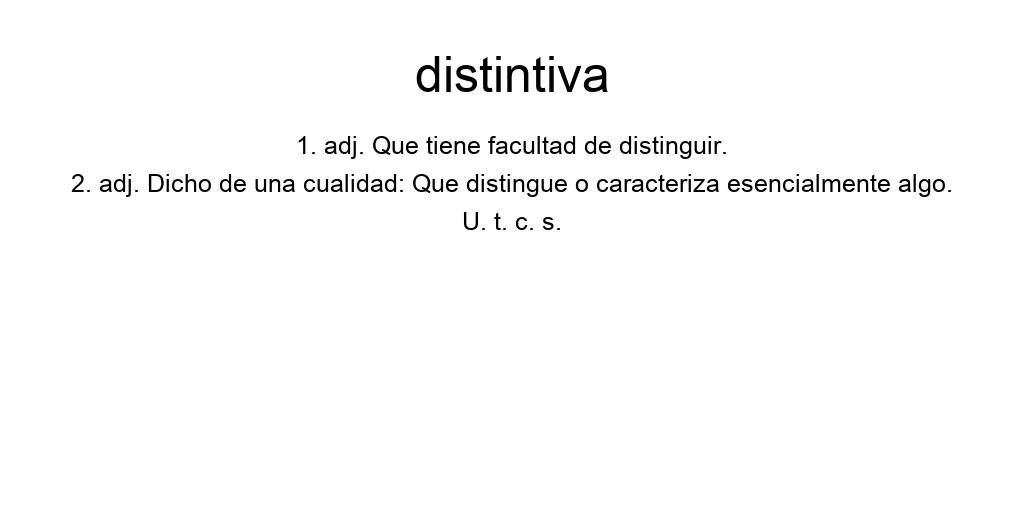 distintiva
1. adj. Que tiene facultad de distinguir.
2. adj. Dicho de una cualidad: Que distingue o caracteriza esencialmente algo.
U. t. c. s.